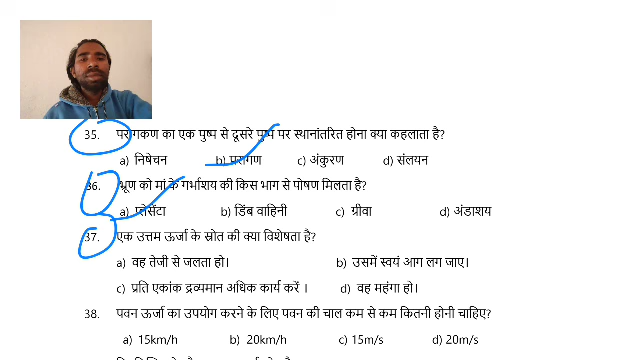 35. परागकण का एक पुष्प से दूसरे पुष्प पर स्थानांतरित होना क्या कहलाता है?
a) निषेचन b) परागण c) अंकुरण d) संलयन
36. भ्रूण को मां के गर्भाशय की किस भाग से पोषण मिलता है?
a) प्लेसेंटा b) डिंब वाहिनी c) ग्रीवा d) अंडाशय
37. एक उत्तम ऊर्जा के स्रोत की क्या विशेषता है?
a) वह तेजी से जलता हो। b) उसमें स्वयं आग लग जाए।
c) प्रति एकांक द्रव्यमान अधिक कार्य करें । d) वह महंगा हो।
38. पवन ऊर्जा का उपयोग करने के लिए पवन की चाल कम से कम कितनी होनी चाहिए?
a) 15km/h b) 20km/h c) 15m/s d) 20m/s